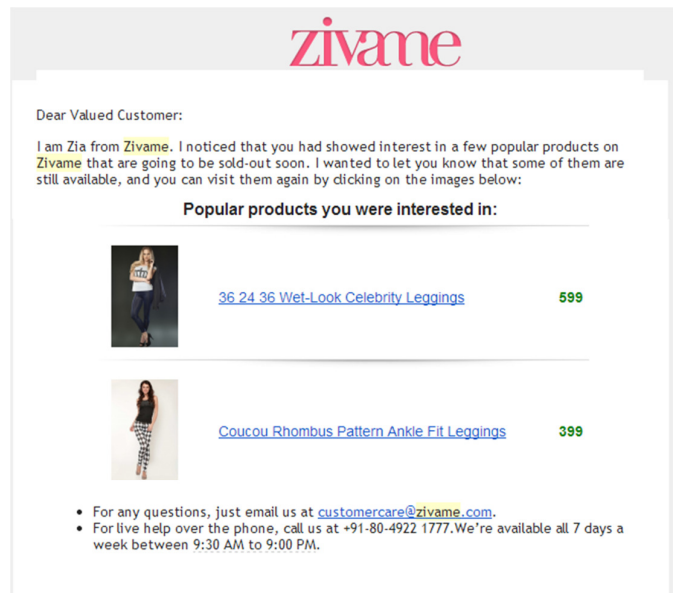 zivame
Dear Valued Customer:
I am Zia from Zivame. I noticed that you had showed interest in a few popular products on
Zivame that are going to be sold-out soon. I wanted to let you know that some of them are
still available, and you can visit them again by clicking on the images below:
Popular products you were interested in:
36 24 36 Wet-Look Celebrity Leggings 599
Coucou Rhombus Pattern Ankle Fit Leggings 399
• For any questions, just email us at customercare@zivame.com.
• For live help over the phone, call us at +91-80-4922 1777.We're available all 7 days a
week between 9:30 AM to 9:00 PM.